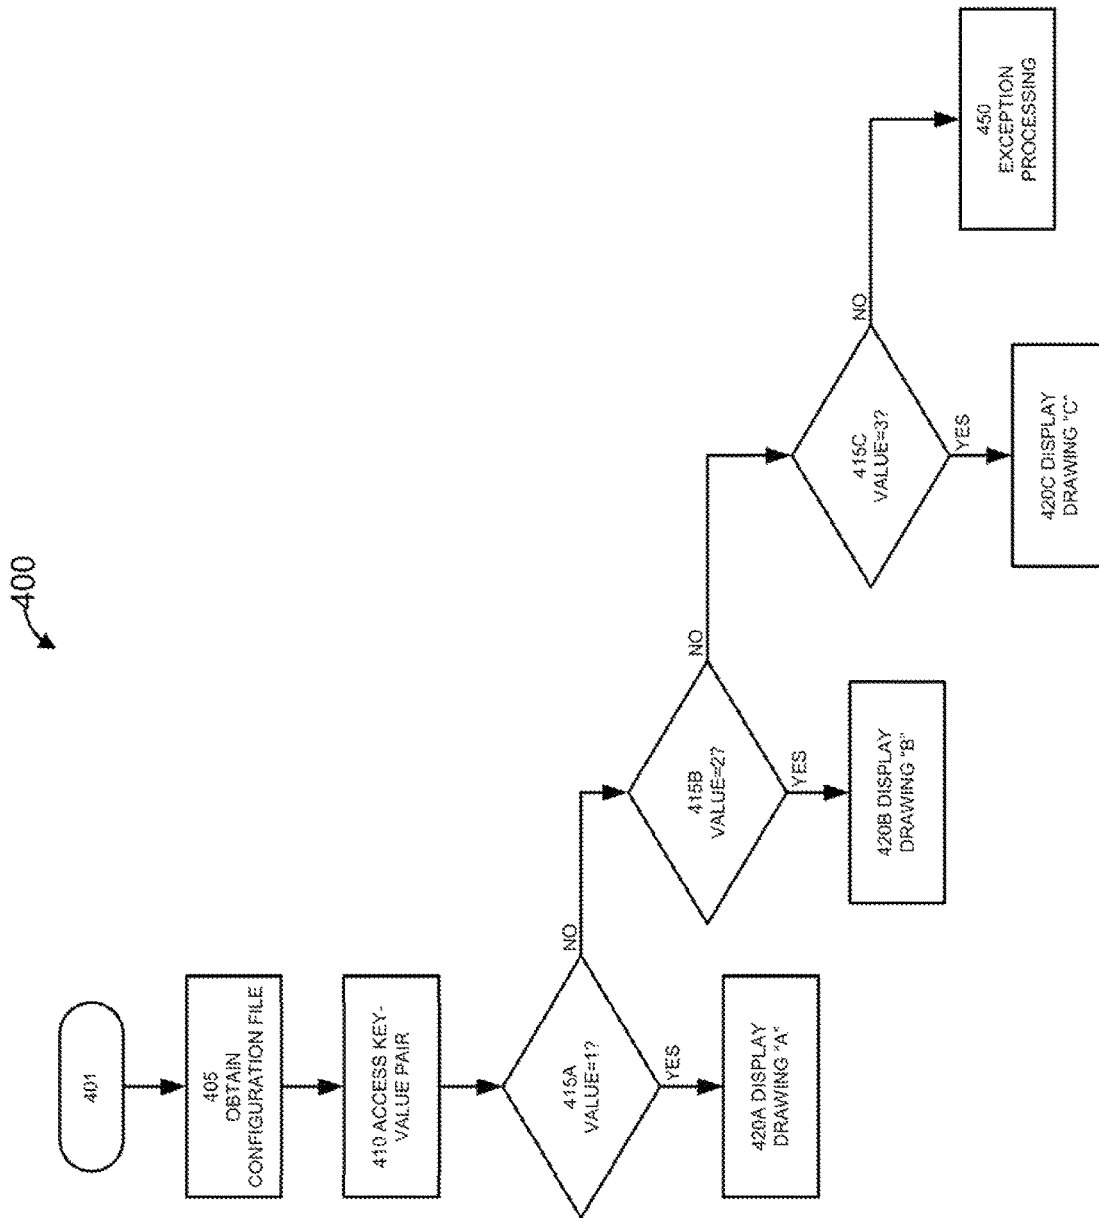 400
401
405
OBTAIN
CONFIGURATION FILE
410 ACCESS KEY-
VALUE PAIR
415A
VALUE=1?
YES
NO
420A DISPLAY
DRAWING "A"
415B
VALUE=2?
YES
NO
420B DISPLAY
DRAWING "B"
415C
VALUE=3?
YES
NO
420C DISPLAY
DRAWING "C"
450
EXCEPTION
PROCESSING